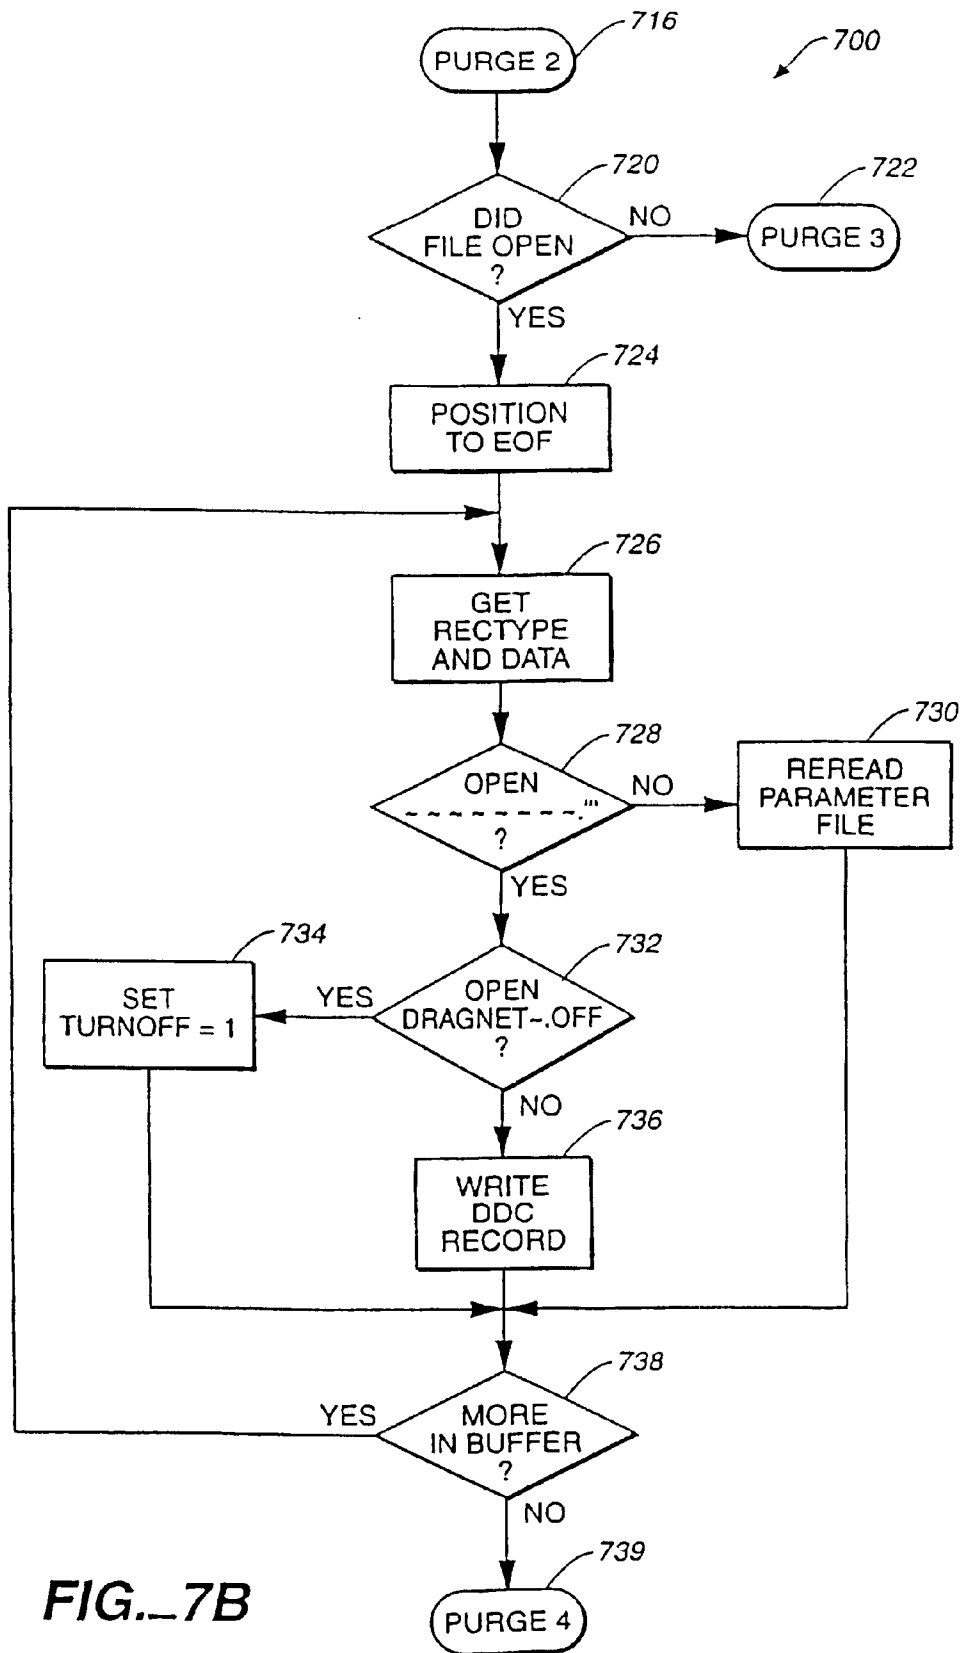 716
PURGE 2
700
720
722
DID
FILE OPEN
?
NO
PURGE 3
YES
724
POSITION
TO EOF
726
GET
RECTYPE
AND DATA
728
730
OPEN
~ ~ ~ ~ ~ ~ ~ ~.'''
?
NO
REREAD
PARAMETER
FILE
YES
732
734
OPEN
DRAGNET~.OFF
?
YES
SET
TURNOFF = 1
NO
736
WRITE
DDC
RECORD
738
YES
MORE
IN BUFFER
?
NO
739
PURGE 4
FIG._7B